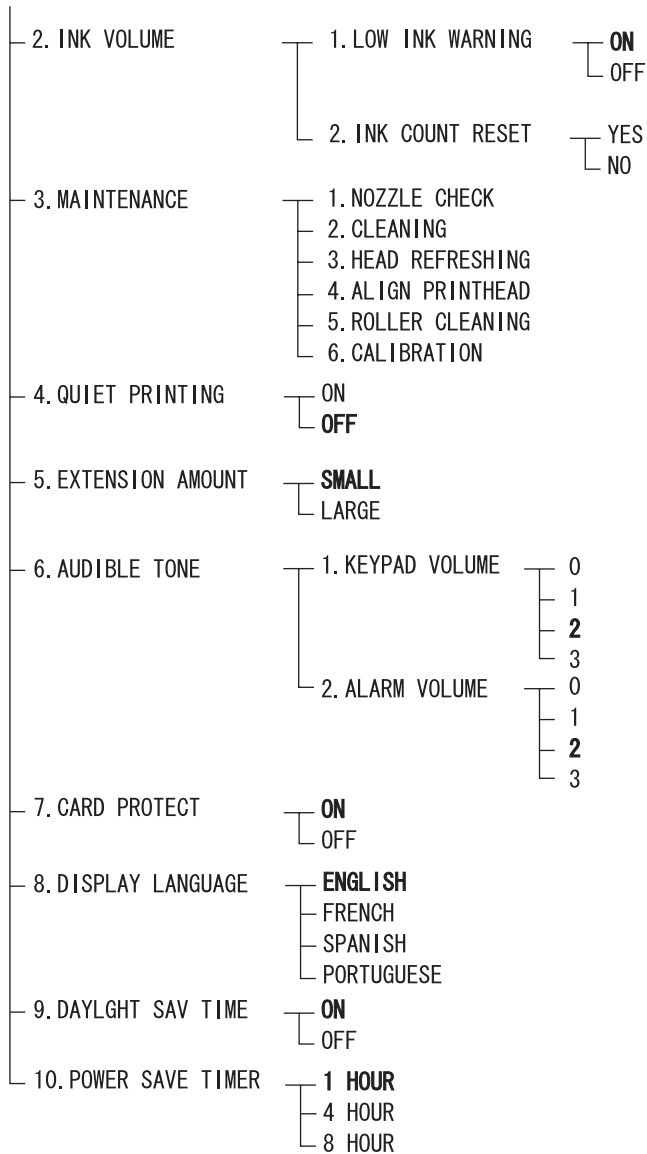 2. INK VOLUME 1. LOW INK WARNING ON
OFF
2. INK COUNT RESET YES
NO
3. MAINTENANCE 1. NOZZLE CHECK
2. CLEANING
3. HEAD REFRESHING
4. ALIGN PRINTHEAD
5. ROLLER CLEANING
6. CALIBRATION
4. QUIET PRINTING ON
OFF
5. EXTENSION AMOUNT SMALL
LARGE
6. AUDIBLE TONE 1. KEYPAD VOLUME 0
1
2
3
2. ALARM VOLUME 0
1
2
3
7. CARD PROTECT ON
OFF
8. DISPLAY LANGUAGE ENGLISH
FRENCH
SPANISH
PORTUGUESE
9. DAYLGHT SAV TIME ON
OFF
10. POWER SAVE TIMER 1 HOUR
4 HOUR
8 HOUR